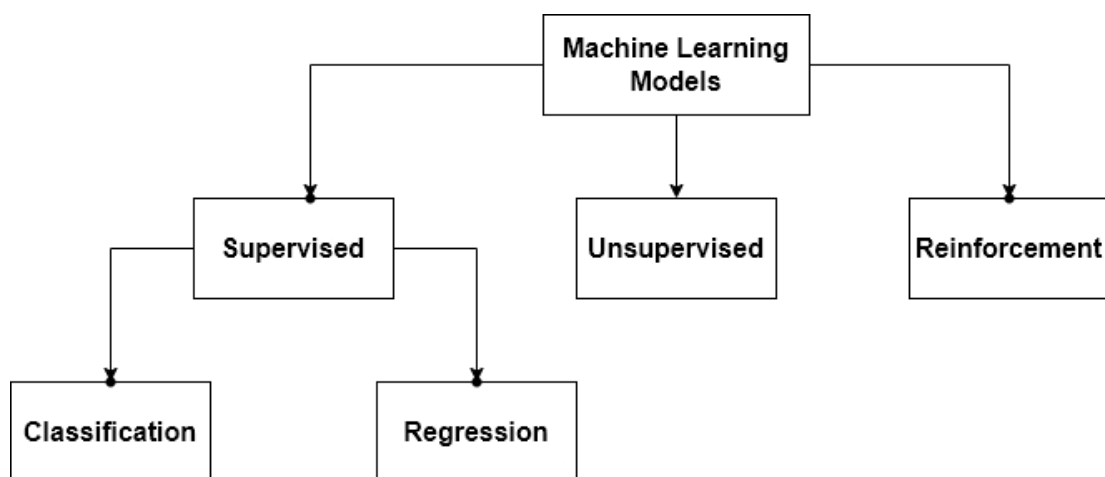 Machine Learning
Models
Supervised
Unsupervised
Reinforcement
Classification
Regression